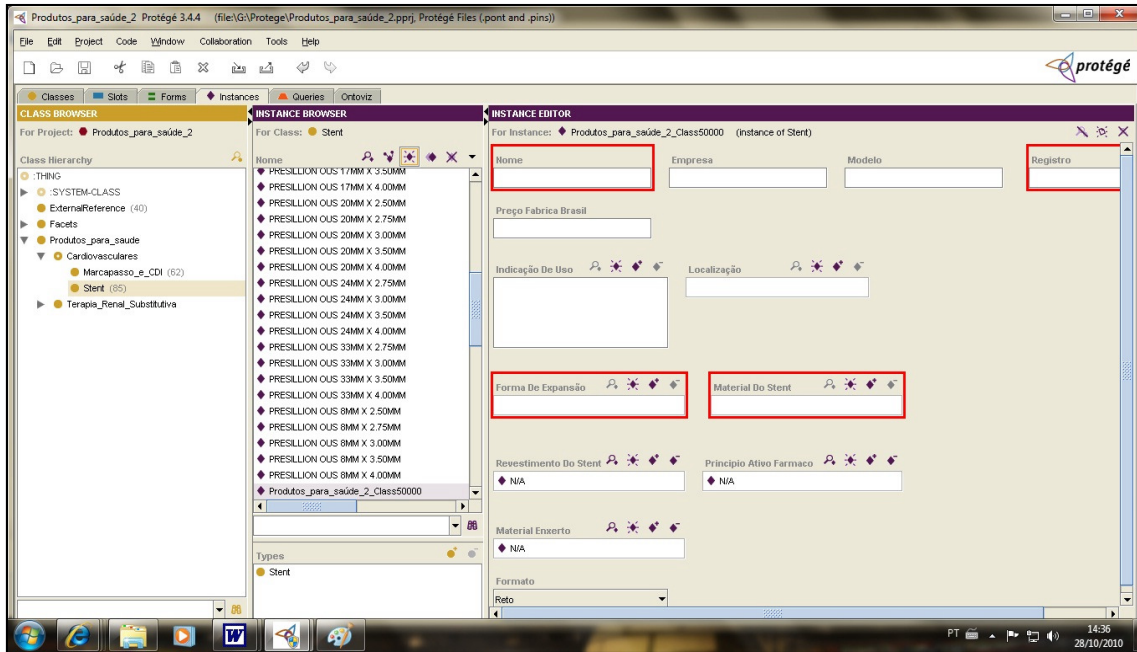 Produtos_para_saúde_2 Protégé 3.4.4 (file:\G:\Protege\Produtos_para_saúde_2.pprj, Protégé Files (.pont and .pins))
File Edit Project Code Window Collaboration Tools Help
protégé
Classes Slots Forms Instances Queries Ontoviz
CLASS BROWSER
For Project: Produtos_para_saúde_2
Class Hierarchy
:THING
:SYSTEM-CLASS
ExternalReference (40)
Facets
Produtos_para_saude
Cardiovasculares
Marcapasso_e_CDI (62)
Stent (85)
Terapia_Renal_Substitutiva
INSTANCE BROWSER
For Class: Stent
Nome
PRESILLION OUS 17MM X 3.50MM
PRESILLION OUS 17MM X 4.00MM
PRESILLION OUS 20MM X 2.50MM
PRESILLION OUS 20MM X 2.75MM
PRESILLION OUS 20MM X 3.00MM
PRESILLION OUS 20MM X 3.50MM
PRESILLION OUS 20MM X 4.00MM
PRESILLION OUS 24MM X 2.75MM
PRESILLION OUS 24MM X 3.00MM
PRESILLION OUS 24MM X 3.50MM
PRESILLION OUS 24MM X 4.00MM
PRESILLION OUS 33MM X 2.75MM
PRESILLION OUS 33MM X 3.00MM
PRESILLION OUS 33MM X 3.50MM
PRESILLION OUS 33MM X 4.00MM
PRESILLION OUS 8MM X 2.50MM
PRESILLION OUS 8MM X 2.75MM
PRESILLION OUS 8MM X 3.00MM
PRESILLION OUS 8MM X 3.50MM
PRESILLION OUS 8MM X 4.00MM
Produtos_para_saúde_2_Class50000
Types
Stent
INSTANCE EDITOR
For Instance: Produtos_para_saúde_2_Class50000 (instance of Stent)
Nome Empresa Modelo Registro
Preço Fabrica Brasil
Indicação De Uso Localização
Forma De Expansão Material Do Stent
Revestimento Do Stent Principio Ativo Farmaco
N/A N/A
Material Enxerto
N/A
Formato
Reto
PT 14:36
28/10/2010